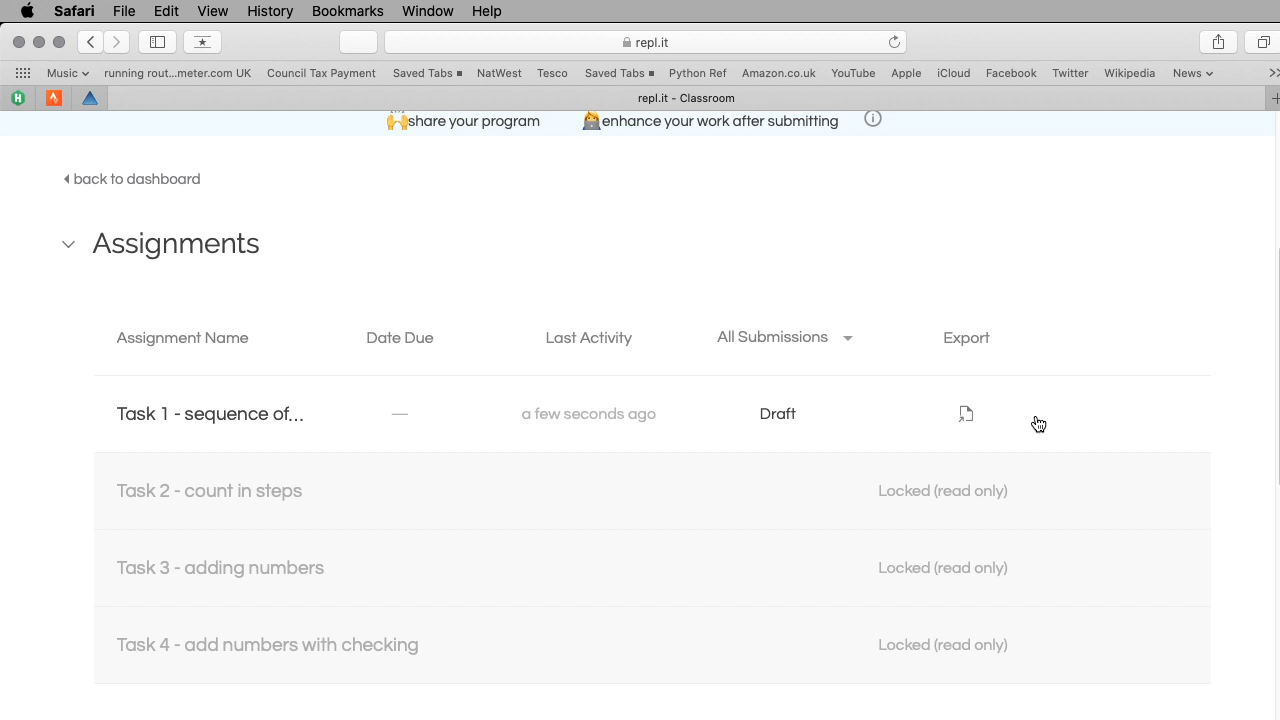 Safari File Edit View History Bookmarks Window Help
repl.it
Music running rout...meter.com UK Council Tax Payment Saved Tabs NatWest Tesco Saved Tabs Python Ref Amazon.co.uk YouTube Apple iCloud Facebook Twitter Wikipedia News
repl.it - Classroom
share your program enhance your work after submitting
back to dashboard
Assignments
Assignment Name Date Due Last Activity All Submissions Export
Task 1 - sequence of... — a few seconds ago Draft
Task 2 - count in steps Locked (read only)
Task 3 - adding numbers Locked (read only)
Task 4 - add numbers with checking Locked (read only)